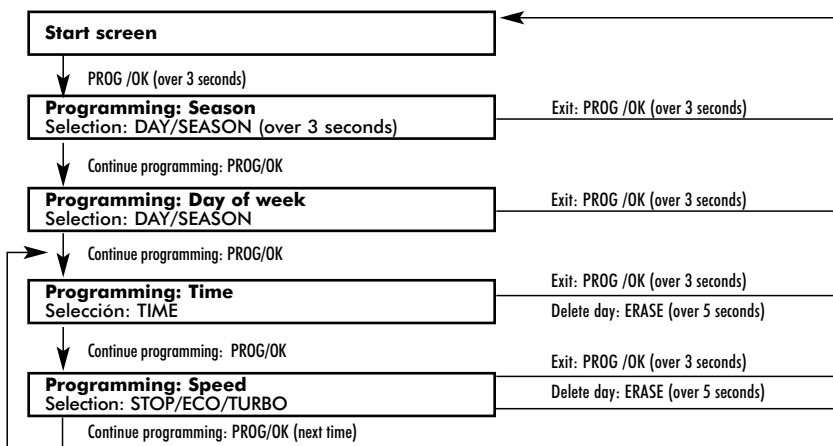 Start screen
PROG /OK (over 3 seconds)
Programming: Season
Selection: DAY/SEASON (over 3 seconds)
Exit: PROG /OK (over 3 seconds)
Continue programming: PROG/OK
Programming: Day of week
Selection: DAY/SEASON
Exit: PROG /OK (over 3 seconds)
Continue programming: PROG/OK
Programming: Time
Selección: TIME
Exit: PROG /OK (over 3 seconds)
Delete day: ERASE (over 5 seconds)
Continue programming: PROG/OK
Programming: Speed
Selection: STOP/ECO/TURBO
Exit: PROG /OK (over 3 seconds)
Delete day: ERASE (over 5 seconds)
Continue programming: PROG/OK (next time)